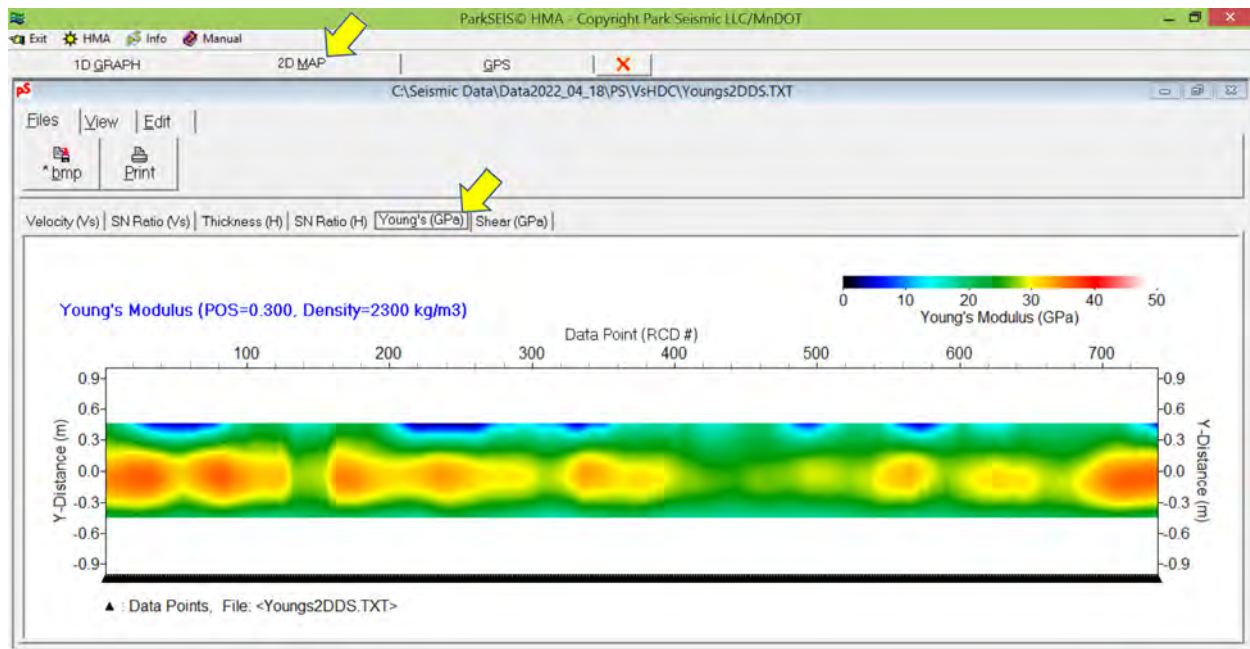 ParkSEIS© HMA - Copyright Park Seismic LLC/MnDOT
Exit HMA Info Manual
1D GRAPH 2D MAP GPS
pS C:\Seismic Data\Data2022_04_18\PS\VsHDC\Youngs2DDS.TXT
Files View Edit
*bmp Print
Velocity (Vs) SN Ratio (Vs) Thickness (H) SN Ratio (H) Young's (GPa) Shear (GPa)
0 10 20 30 40 50
Young's Modulus (GPa)
Young's Modulus (POS=0.300, Density=2300 kg/m3)
Data Point (RCD #)
100 200 300 400 500 600 700
0.9 0.9
0.6 0.6
0.3 0.3
0.0 -0.0
-0.3 -0.3
-0.6 -0.6
-0.9 -0.9
Y-Distance (m)
Y-Distance (m)
▲ : Data Points, File: <Youngs2DDS.TXT>